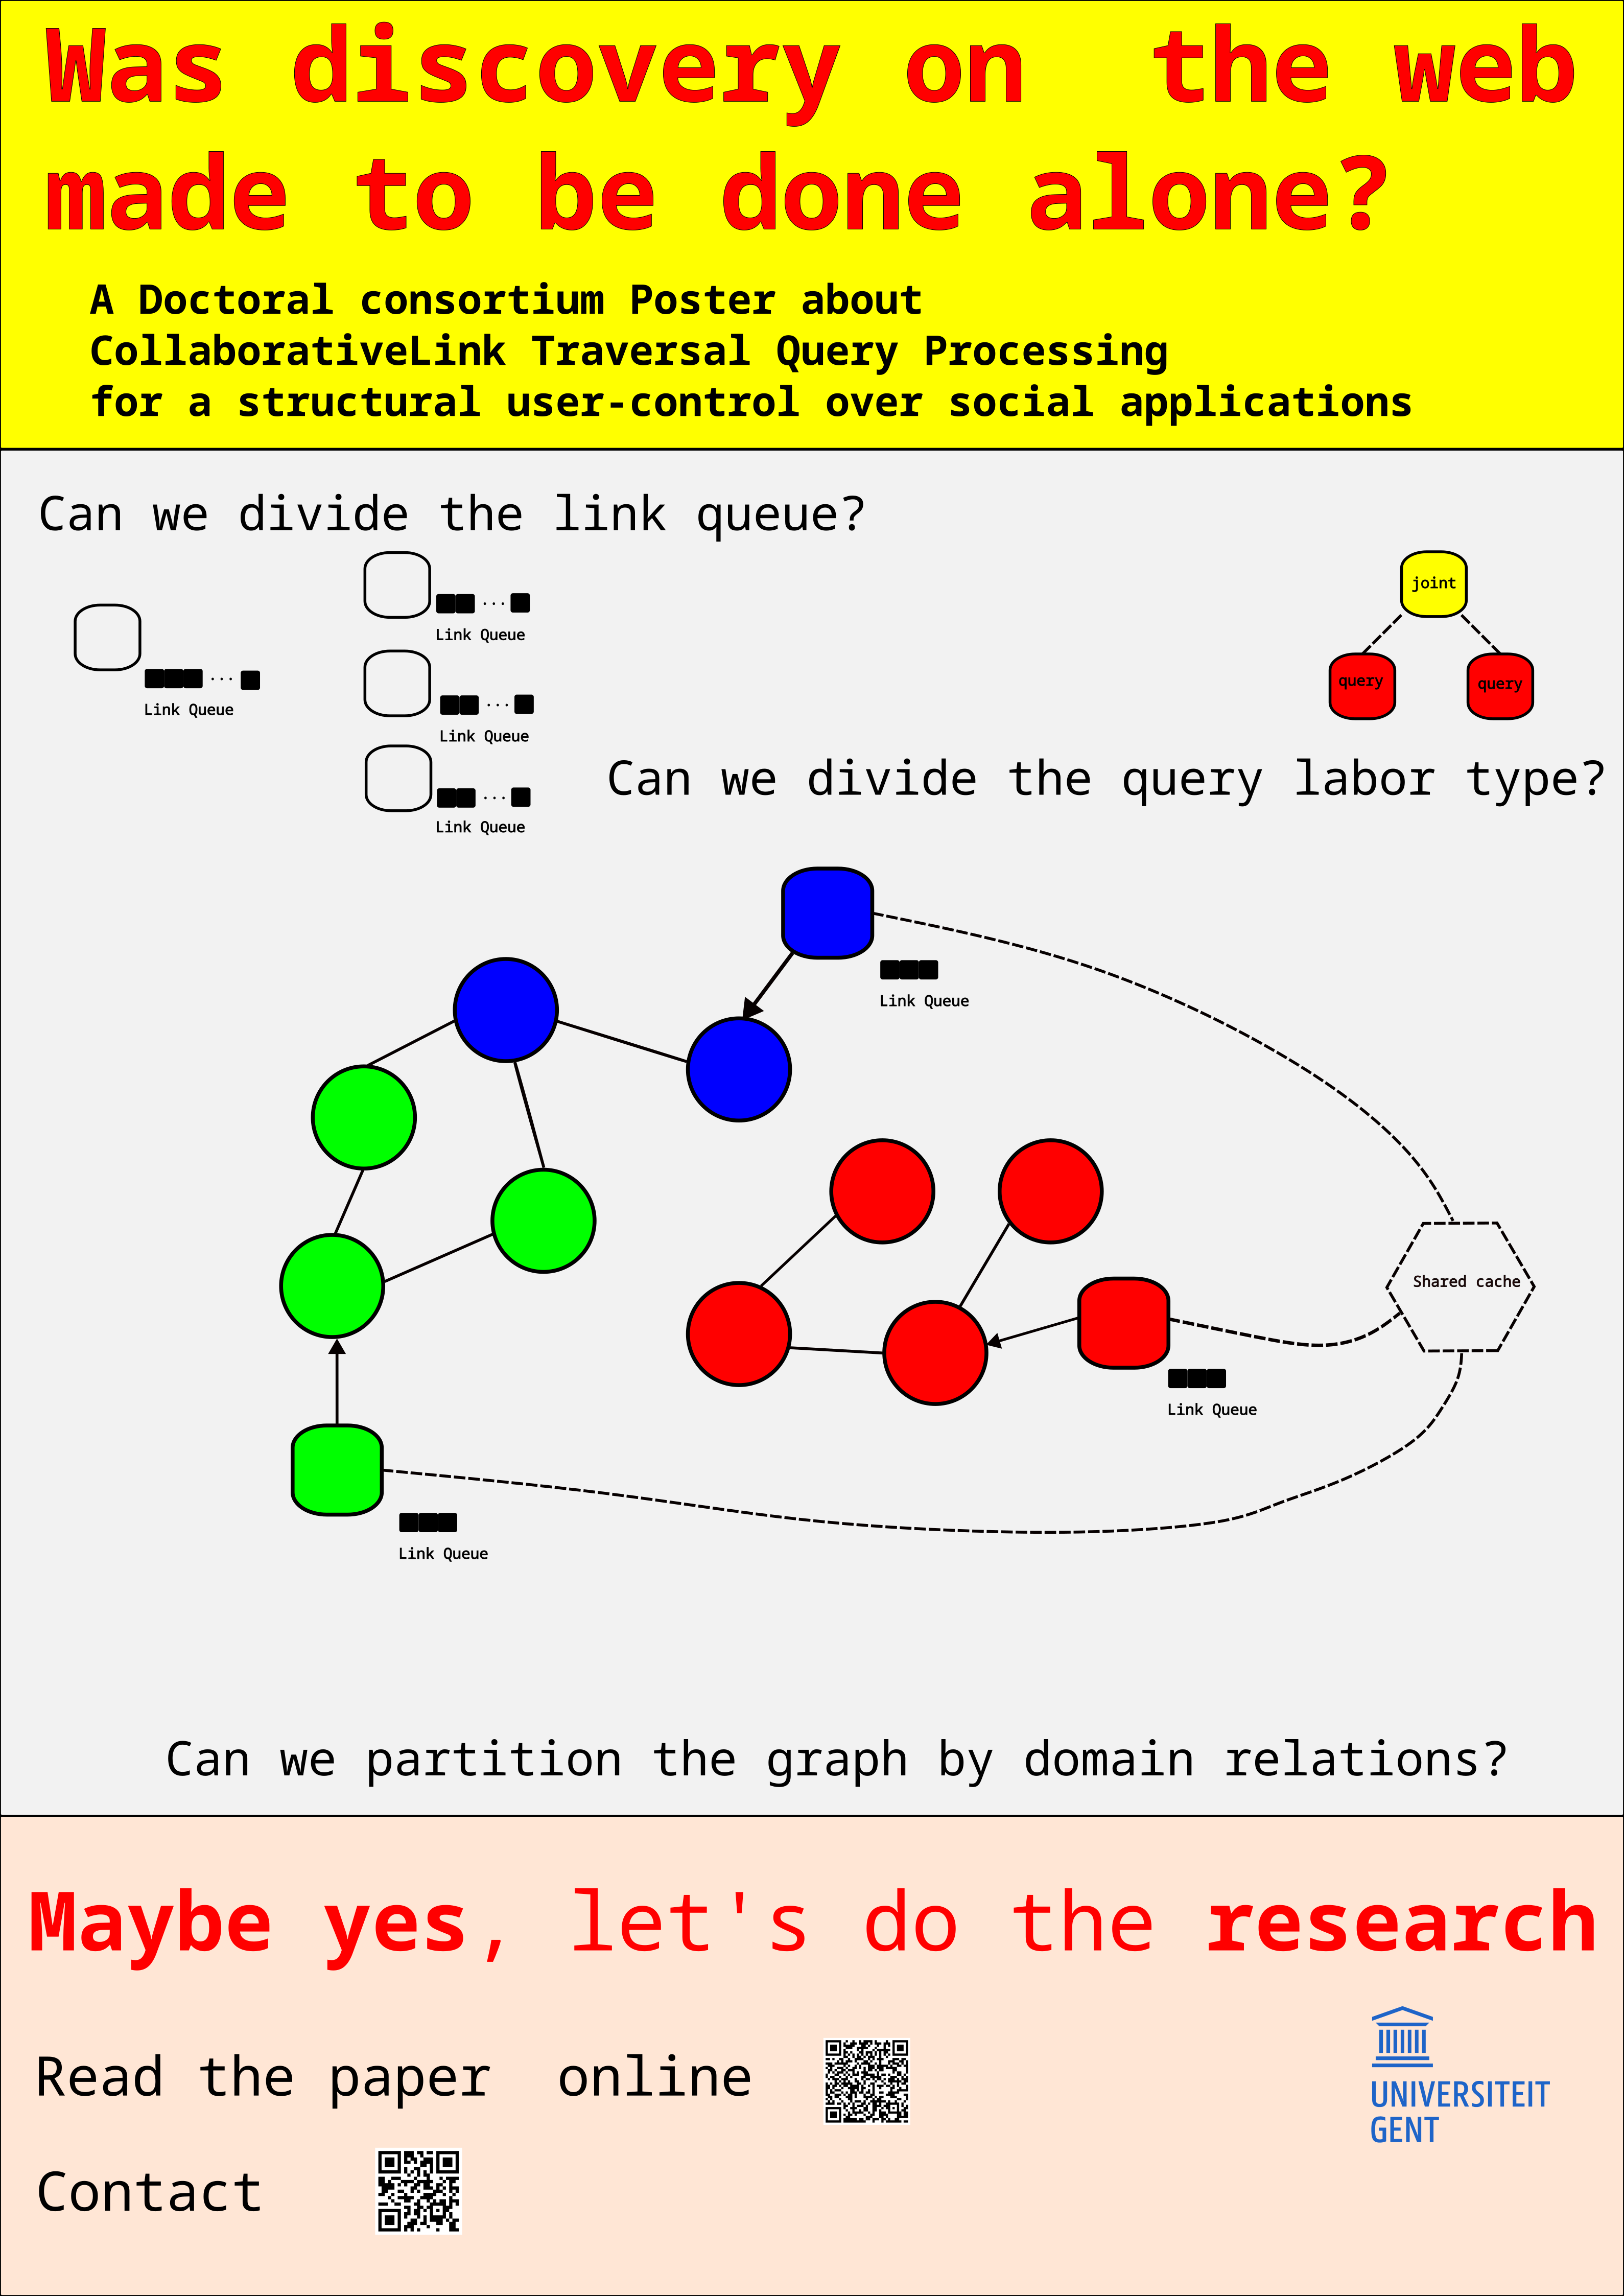 Was discovery on  the web
made to be done alone?
A Doctoral consortium Poster about
CollaborativeLink Traversal Query Processing
for a structural user-control over social applications
Can we divide the link queue?
Link Queue
...
Link Queue
...
Link Queue
...
Link Queue
...
joint
query
query
Can we divide the query labor type?
Link Queue
Shared cache
Link Queue
Link Queue
Can we partition the graph by domain relations?
Maybe yes, let's do the research
Read the paper  online
Contact
UNIVERSITEIT
GENT